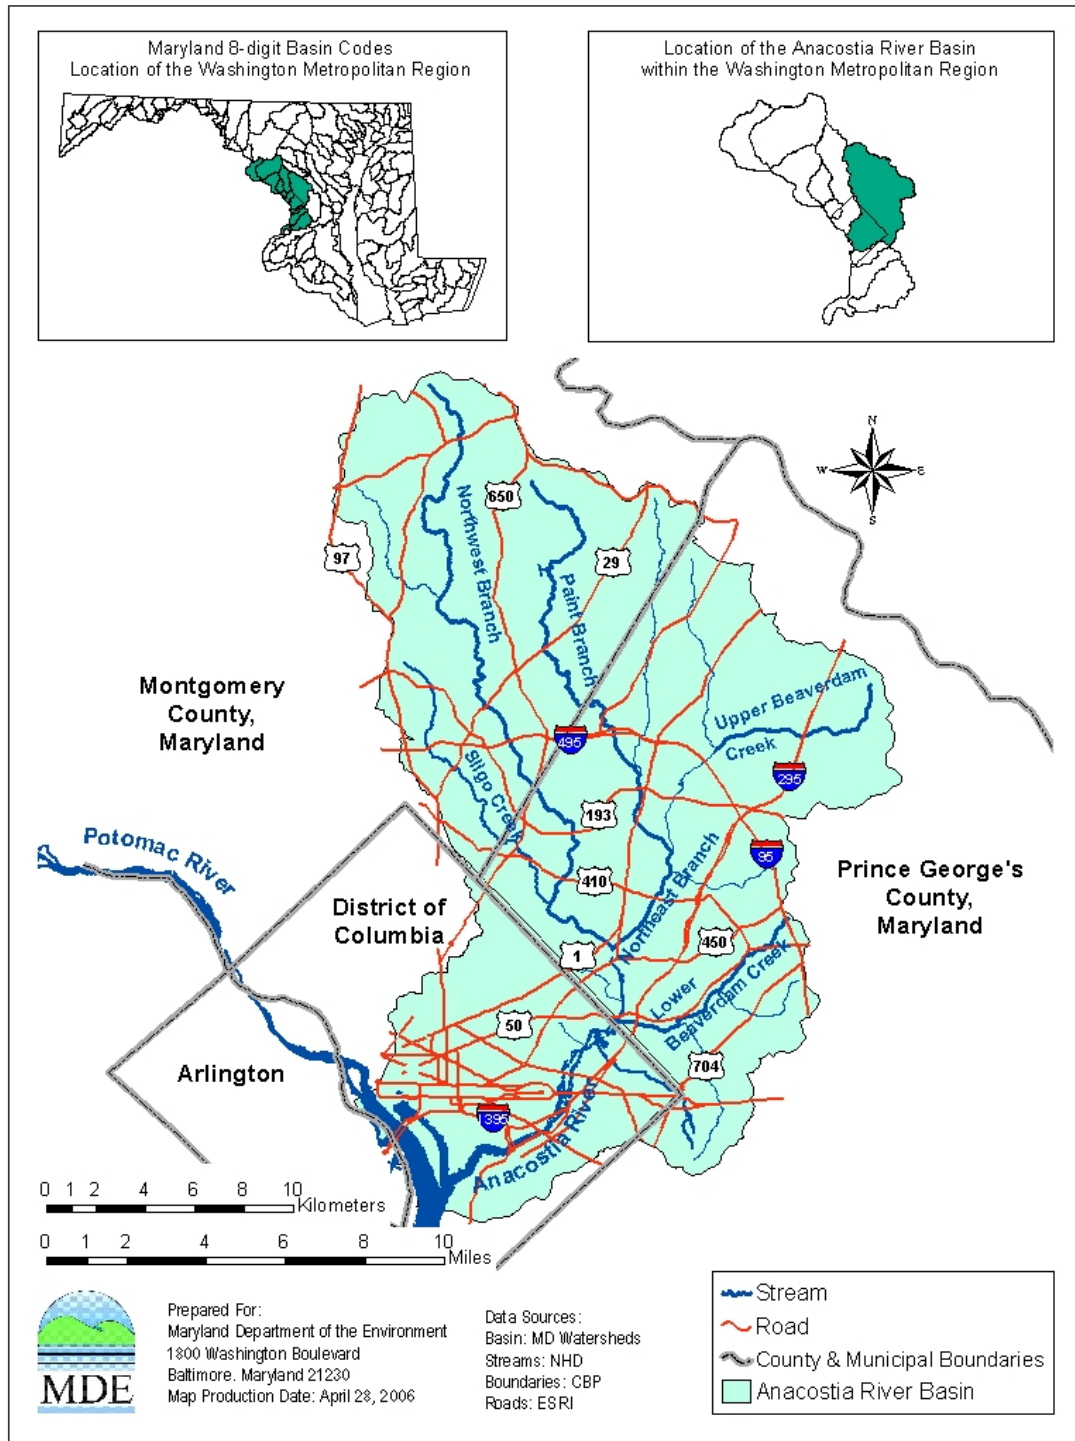 Maryland 8-digit Basin Codes
Location of the Washington Metropolitan Region
Location of the Anacostia River Basin
within the Washington Metropolitan Region
N
W
E
S
650
Northwest Branch
97
29
Paint Branch
Montgomery
County,
Maryland
Upper Beaverdam
Creek
495
295
Sligo Creek
193
95
Potomac River
410
Northeast Branch
Prince George's
County,
Maryland
District of
Columbia
1
450
Lower
Beaverdam Creek
50
704
Arlington
395
Anacostia River
0 1 2 4 6 8 10
Kilometers
0 1 2 4 6 8 10
Miles
MDE
Prepared For:
Maryland Department of the Environment
1800 Washington Boulevard
Baltimore. Maryland 21230
Map Production Date: April 28, 2006
Data Sources:
Basin: MD Watersheds
Streams: NHD
Boundaries: CBP
Roads: ESRI
Stream
Road
County & Municipal Boundaries
Anacostia River Basin